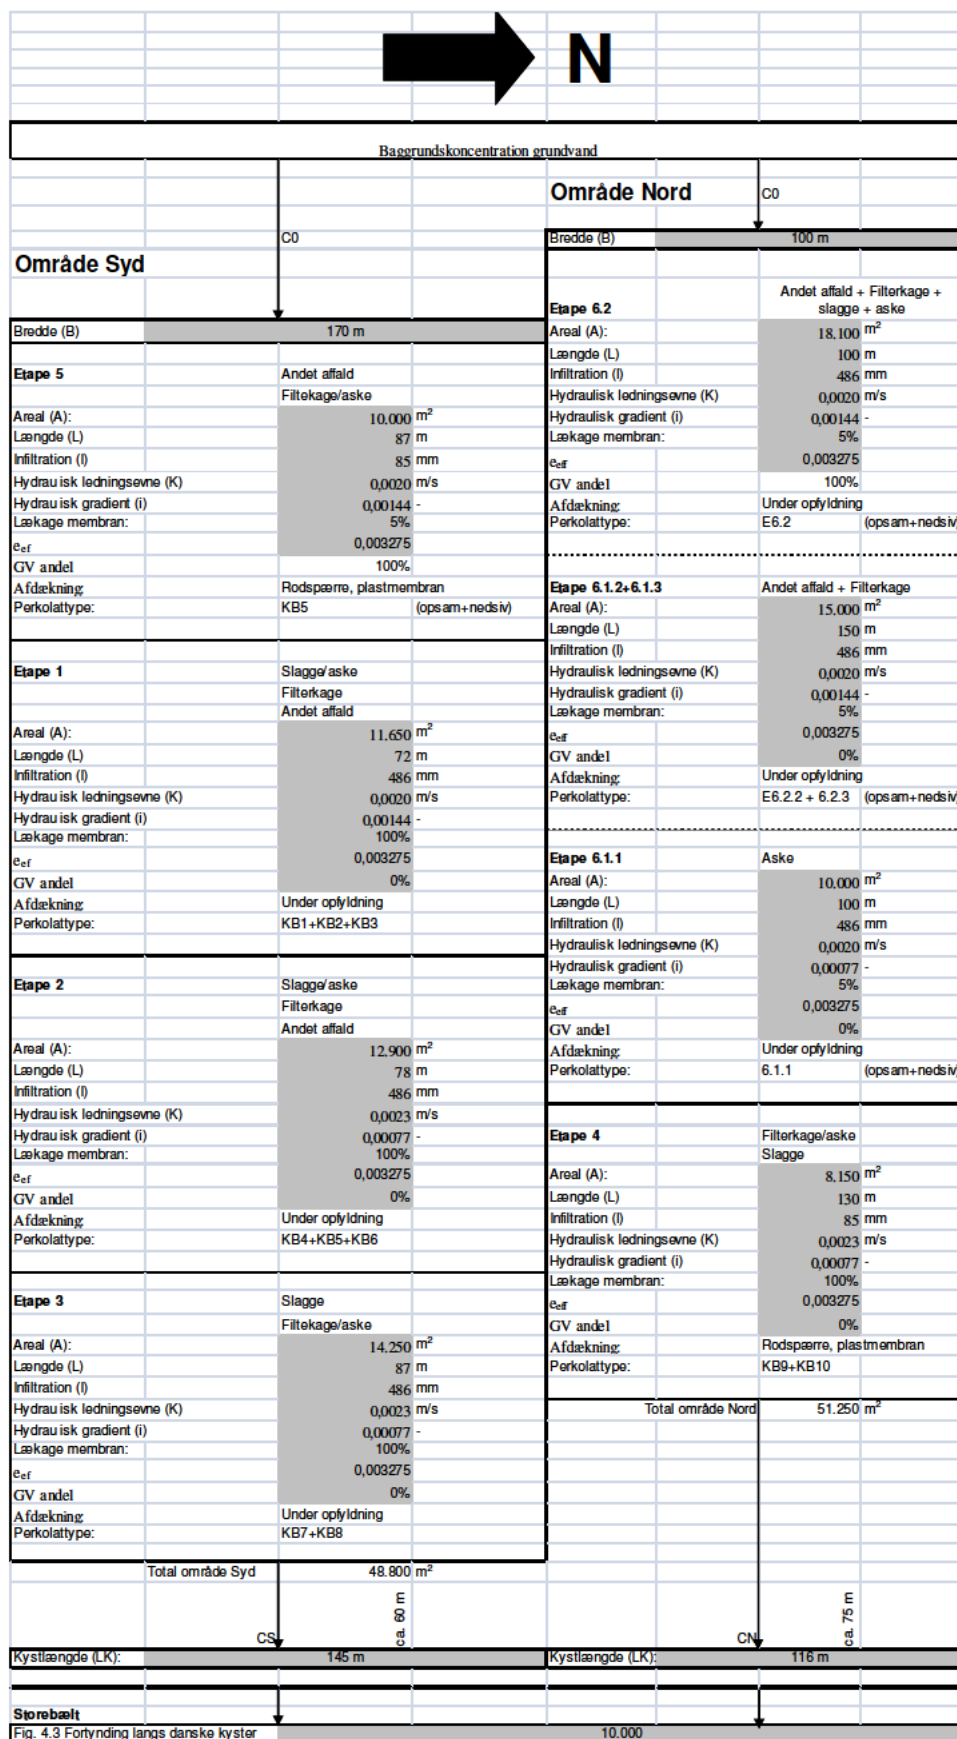 N
Baggrundskoncentration grundvand
Område Nord
C0
C0
Område Syd
Bredde (B) 170 m
Etape 5 Andet affald
Filtekage/aske
Areal (A): 10.000 m²
Længde (L) 87 m
Infiltration (I) 85 mm
Hydraulisk ledningsevne (K) 0,0020 m/s
Hydraulisk gradient (i) 0,00144 -
Lækage membran: 5%
eef 0,003275
GV andel 100%
Afdækning Rodspærre, plastmembran
Perkolattype: KB5 (opsam+nedsiv)
Etape 1 Slagge/aske
Filterkage
Andet affald
Areal (A): 11.650 m²
Længde (L) 72 m
Infiltration (I) 486 mm
Hydraulisk ledningsevne (K) 0,0020 m/s
Hydraulisk gradient (i) 0,00144 -
Lækage membran: 100%
eef 0,003275
GV andel 0%
Afdækning Under opfyldning
Perkolattype: KB1+KB2+KB3
Etape 2 Slagge/aske
Filterkage
Andet affald
Areal (A): 12.900 m²
Længde (L) 78 m
Infiltration (I) 486 mm
Hydraulisk ledningsevne (K) 0,0023 m/s
Hydraulisk gradient (i) 0,00077 -
Lækage membran: 100%
eef 0,003275
GV andel 0%
Afdækning Under opfyldning
Perkolattype: KB4+KB5+KB6
Etape 3 Slagge
Filtekage/aske
Areal (A): 14.250 m²
Længde (L) 87 m
Infiltration (I) 486 mm
Hydraulisk ledningsevne (K) 0,0023 m/s
Hydraulisk gradient (i) 0,00077 -
Lækage membran: 100%
eef 0,003275
GV andel 0%
Afdækning Under opfyldning
Perkolattype: KB7+KB8
Total område Syd 48.800 m²
ca. 60 m
CS
Kystlængde (LK): 145 m
Bredde (B) 100 m
Andet affald + Filterkage +
Etape 6.2 slagge + aske
Areal (A): 18.100 m²
Længde (L) 100 m
Infiltration (I) 486 mm
Hydraulisk ledningsevne (K) 0,0020 m/s
Hydraulisk gradient (i) 0,00144 -
Lækage membran: 5%
eeff 0,003275
GV andel 100%
Afdækning: Under opfyldning
Perkolattype: E6.2 (opsam+nedsiv)
Etape 6.1.2+6.1.3 Andet affald + Filterkage
Areal (A): 15.000 m²
Længde (L) 150 m
Infiltration (I) 486 mm
Hydraulisk ledningsevne (K) 0,0020 m/s
Hydraulisk gradient (i) 0,00144 -
Lækage membran: 5%
eeff 0,003275
GV andel 0%
Afdækning: Under opfyldning
Perkolattype: E6.2.2 + 6.2.3 (opsam+nedsiv)
Etape 6.1.1 Aske
Areal (A): 10.000 m²
Længde (L) 100 m
Infiltration (I) 486 mm
Hydraulisk ledningsevne (K) 0,0020 m/s
Hydraulisk gradient (i) 0,00077 -
Lækage membran: 5%
eeff 0,003275
GV andel 0%
Afdækning: Under opfyldning
Perkolattype: 6.1.1 (opsam+nedsiv)
Etape 4 Filterkage/aske
Slagge
Areal (A): 8.150 m²
Længde (L) 130 m
Infiltration (I) 85 mm
Hydraulisk ledningsevne (K) 0,0023 m/s
Hydraulisk gradient (i) 0,00077 -
Lækage membran: 100%
eeff 0,003275
GV andel 0%
Afdækning: Rodspærre, plastmembran
Perkolattype: KB9+KB10
Total område Nord 51.250 m²
ca. 75 m
CN
Kystlængde (LK): 116 m
Storebælt
Fig. 4.3 Fortynding langs danske kyster 10.000